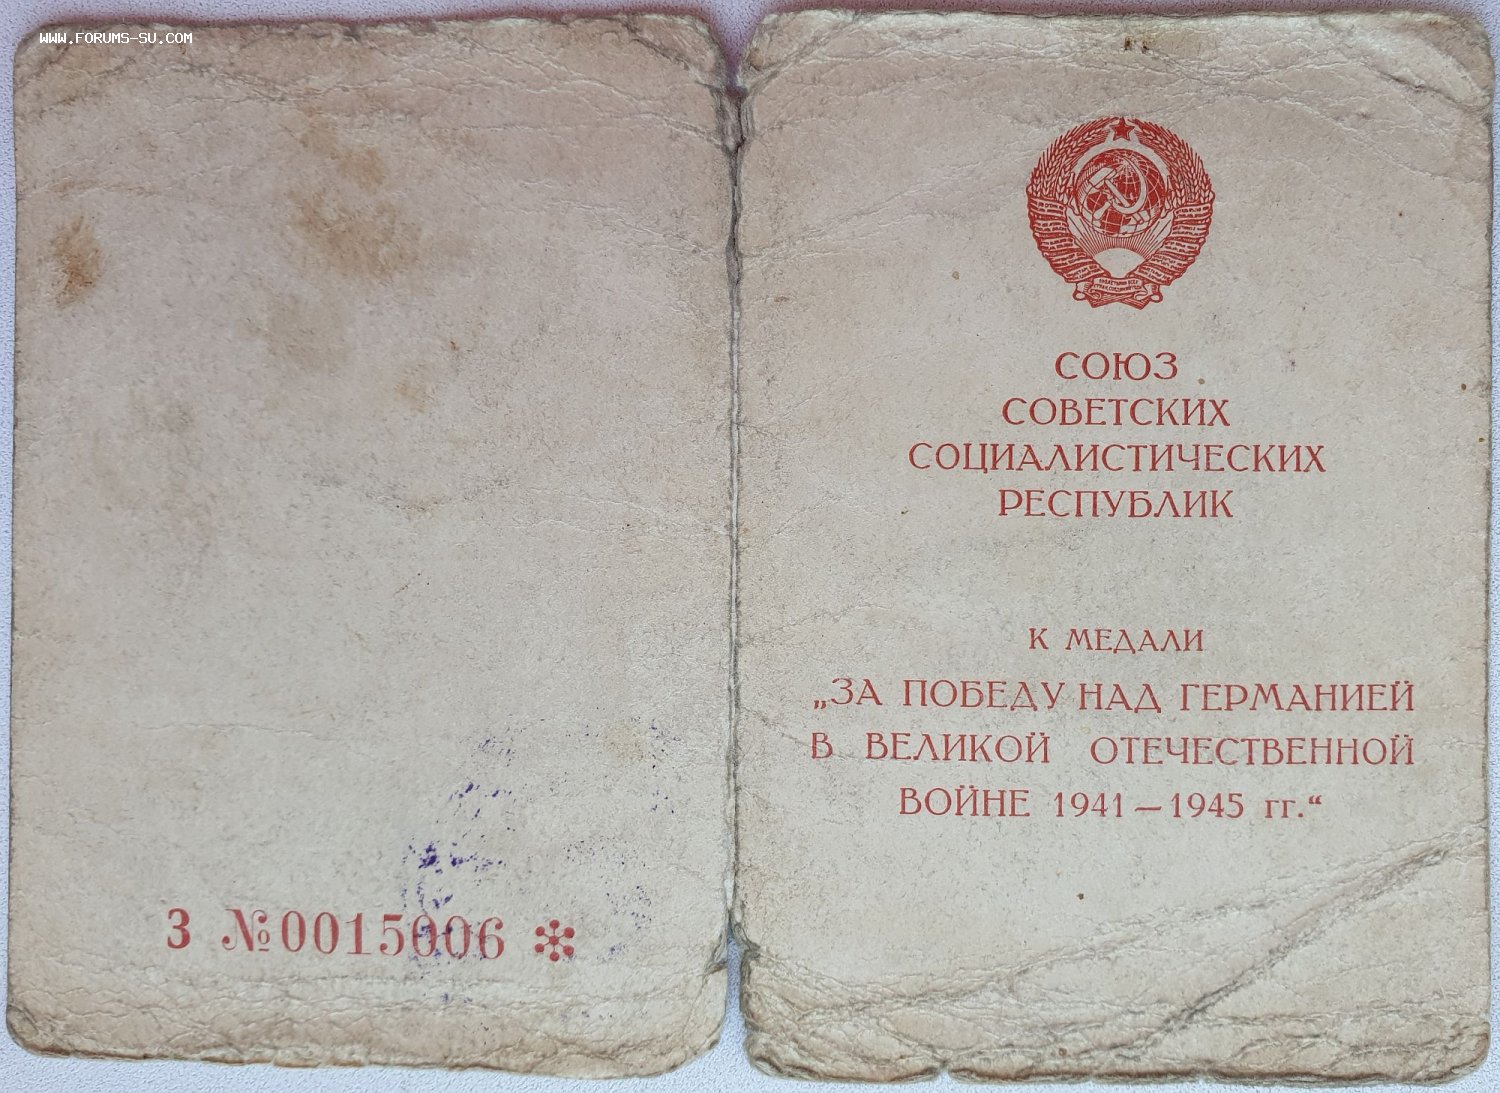 WWW.FORUMS-SU.COM
З №0015006
СОЮЗ
СОВЕТСКИХ
СОЦИАЛИСТИЧЕСКИХ
РЕСПУБЛИК
К МЕДАЛИ
„ЗА ПОБЕДУ НАД ГЕРМАНИЕЙ
В ВЕЛИКОЙ ОТЕЧЕСТВЕННОЙ
ВОЙНЕ 1941—1945 гг.“